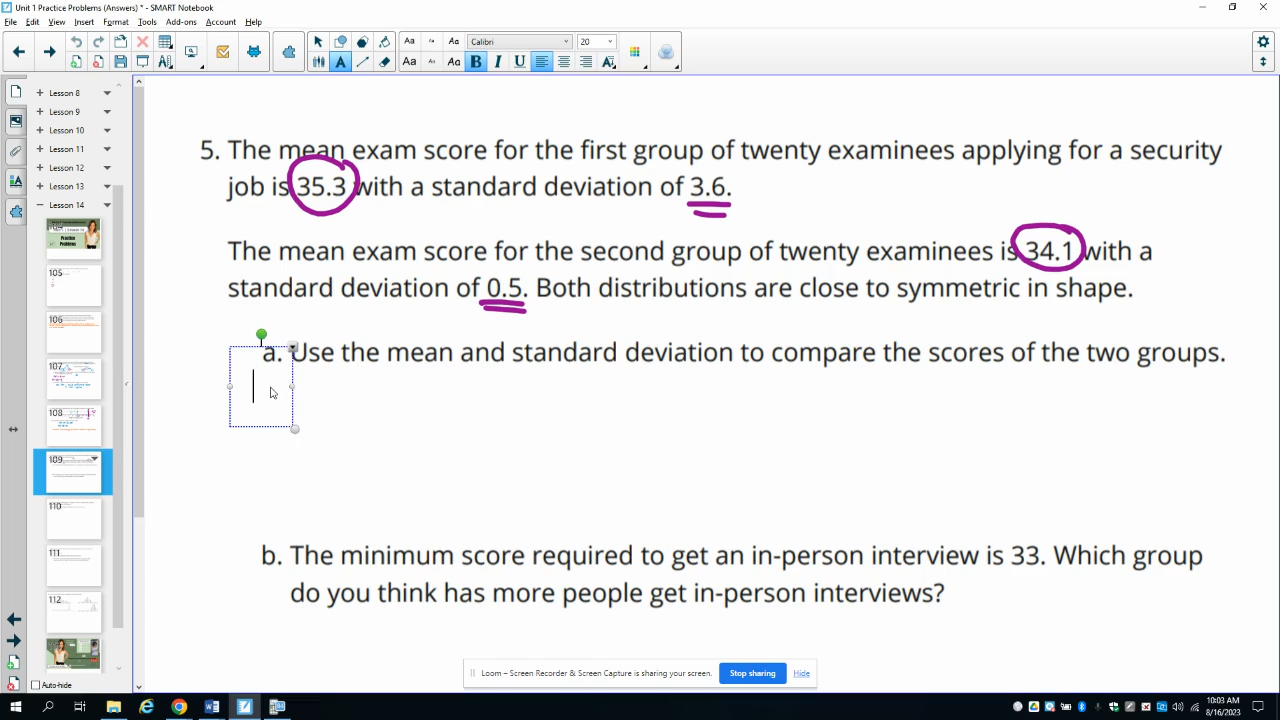 Unit 1 Practice Problems (Answers) * - SMART Notebook
File Edit View Insert Format Tools Add-ons Account Help
Calibri 20
Lesson 8
Lesson 9
Lesson 10
Lesson 11
Lesson 12
Lesson 13
Lesson 14
Practice
Problems
105
106
107
108
109
110
111
112
Auto-hide
5. The mean exam score for the first group of twenty examinees applying for a security
job is 35.3 with a standard deviation of 3.6.
The mean exam score for the second group of twenty examinees is 34.1 with a
standard deviation of 0.5. Both distributions are close to symmetric in shape.
a. Use the mean and standard deviation to compare the scores of the two groups.
b. The minimum score required to get an in-person interview is 33. Which group
do you think has more people get in-person interviews?
Loom – Screen Recorder & Screen Capture is sharing your screen. Stop sharing Hide
10:03 AM
8/16/2023